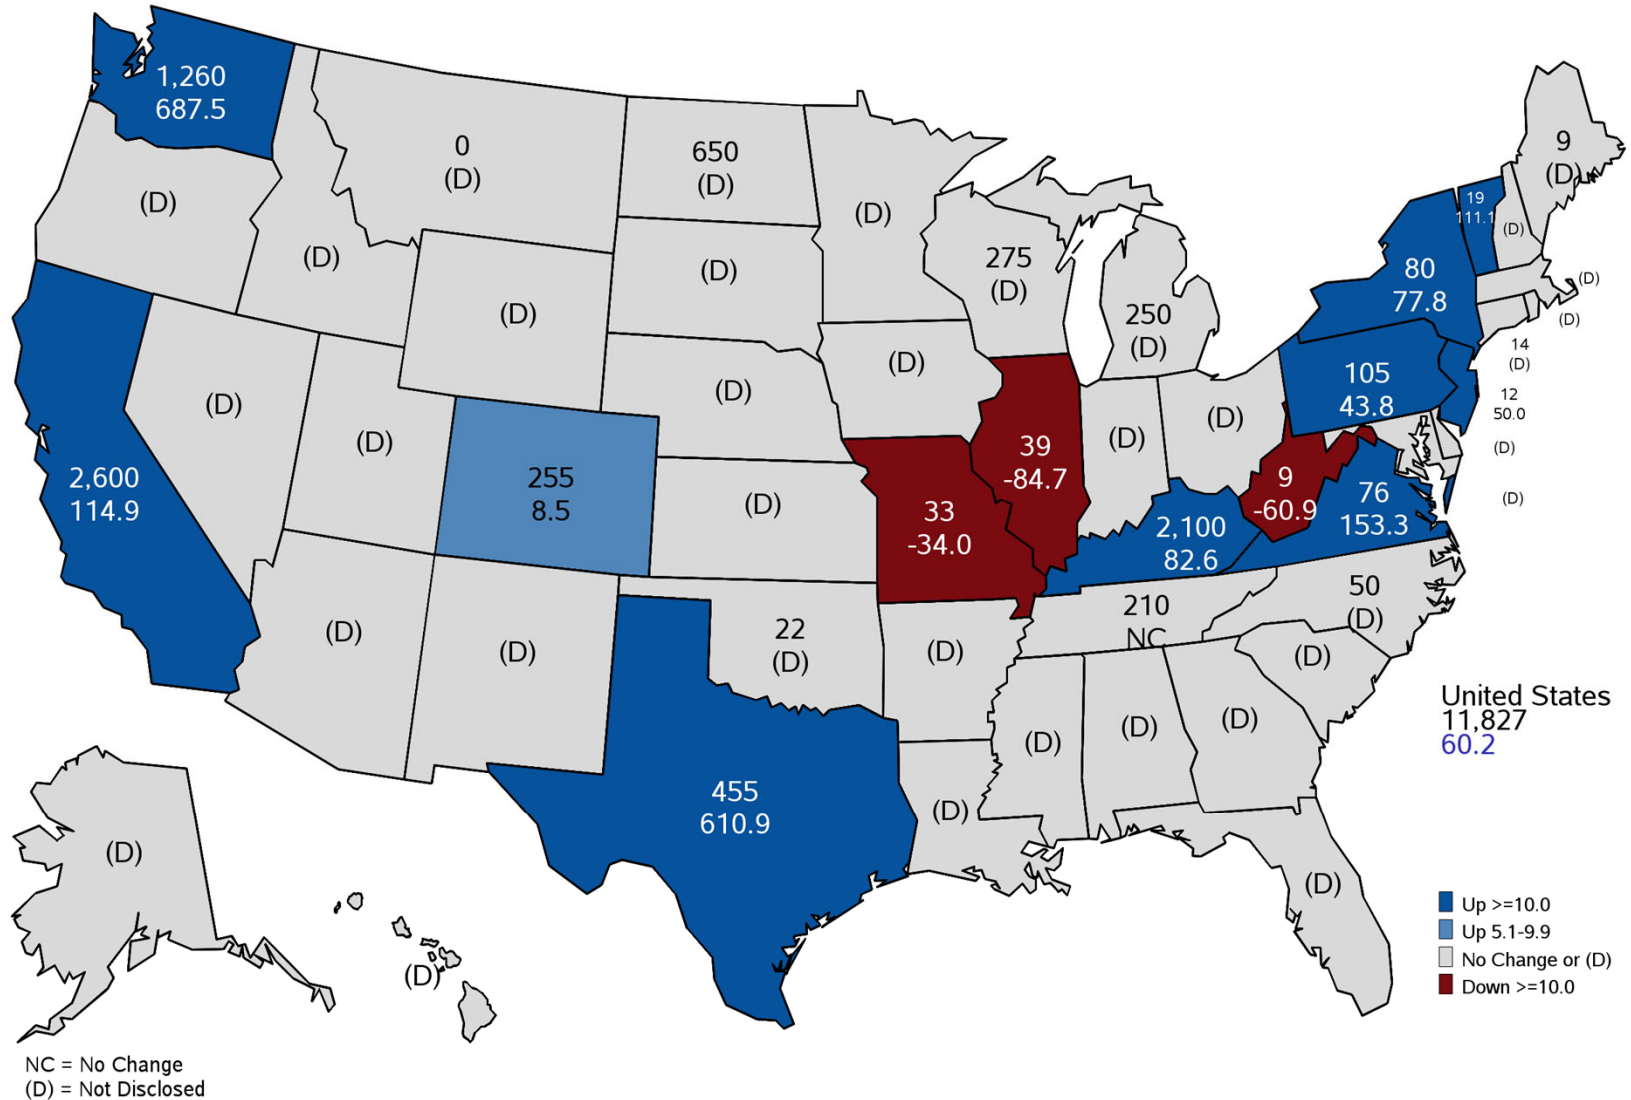 1,260
687.5
(D)
0
(D)
650
(D)
(D)
(D)
(D)
(D)
275
(D)
250
(D)
9
(D)
19
111.1
(D)
(D)
(D)
14
(D)
12
50.0
(D)
(D)
80
77.8
105
43.8
2,600
114.9
(D)
(D)
255
8.5
(D)
(D)
(D)
33
-34.0
39
-84.7
(D)
(D)
9
-60.9
76
153.3
2,100
82.6
210
NC
50
(D)
(D)
(D)
(D)
22
(D)
(D)
(D)
(D)
(D)
(D)
(D)
455
610.9
(D)
(D)
(D)
United States
11,827
60.2
Up >=10.0
Up 5.1-9.9
No Change or (D)
Down >=10.0
NC = No Change
(D) = Not Disclosed